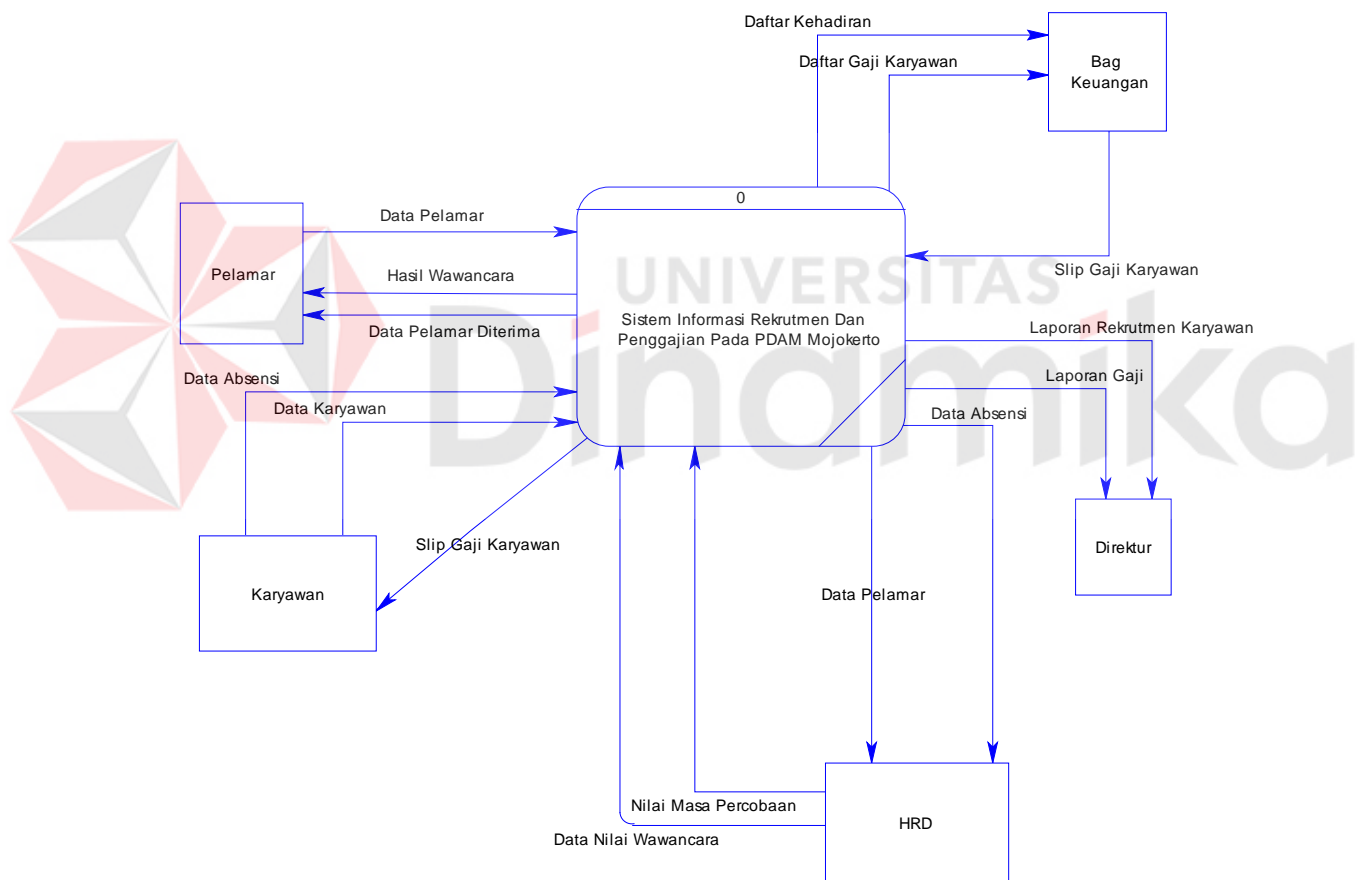 Daftar Kehadiran
Daftar Gaji Karyawan
Bag
Keuangan
0
Data Pelamar
Pelamar
Hasil Wawancara
Data Pelamar Diterima
Slip Gaji Karyawan
UNIVERSITAS
Dinamika
Sistem Informasi Rekrutmen Dan
Penggajian Pada PDAM Mojokerto
Laporan Rekrutmen Karyawan
Laporan Gaji
Data Absensi
Data Absensi
Data Karyawan
Slip Gaji Karyawan
Karyawan
Direktur
Data Pelamar
Nilai Masa Percobaan
Data Nilai Wawancara
HRD